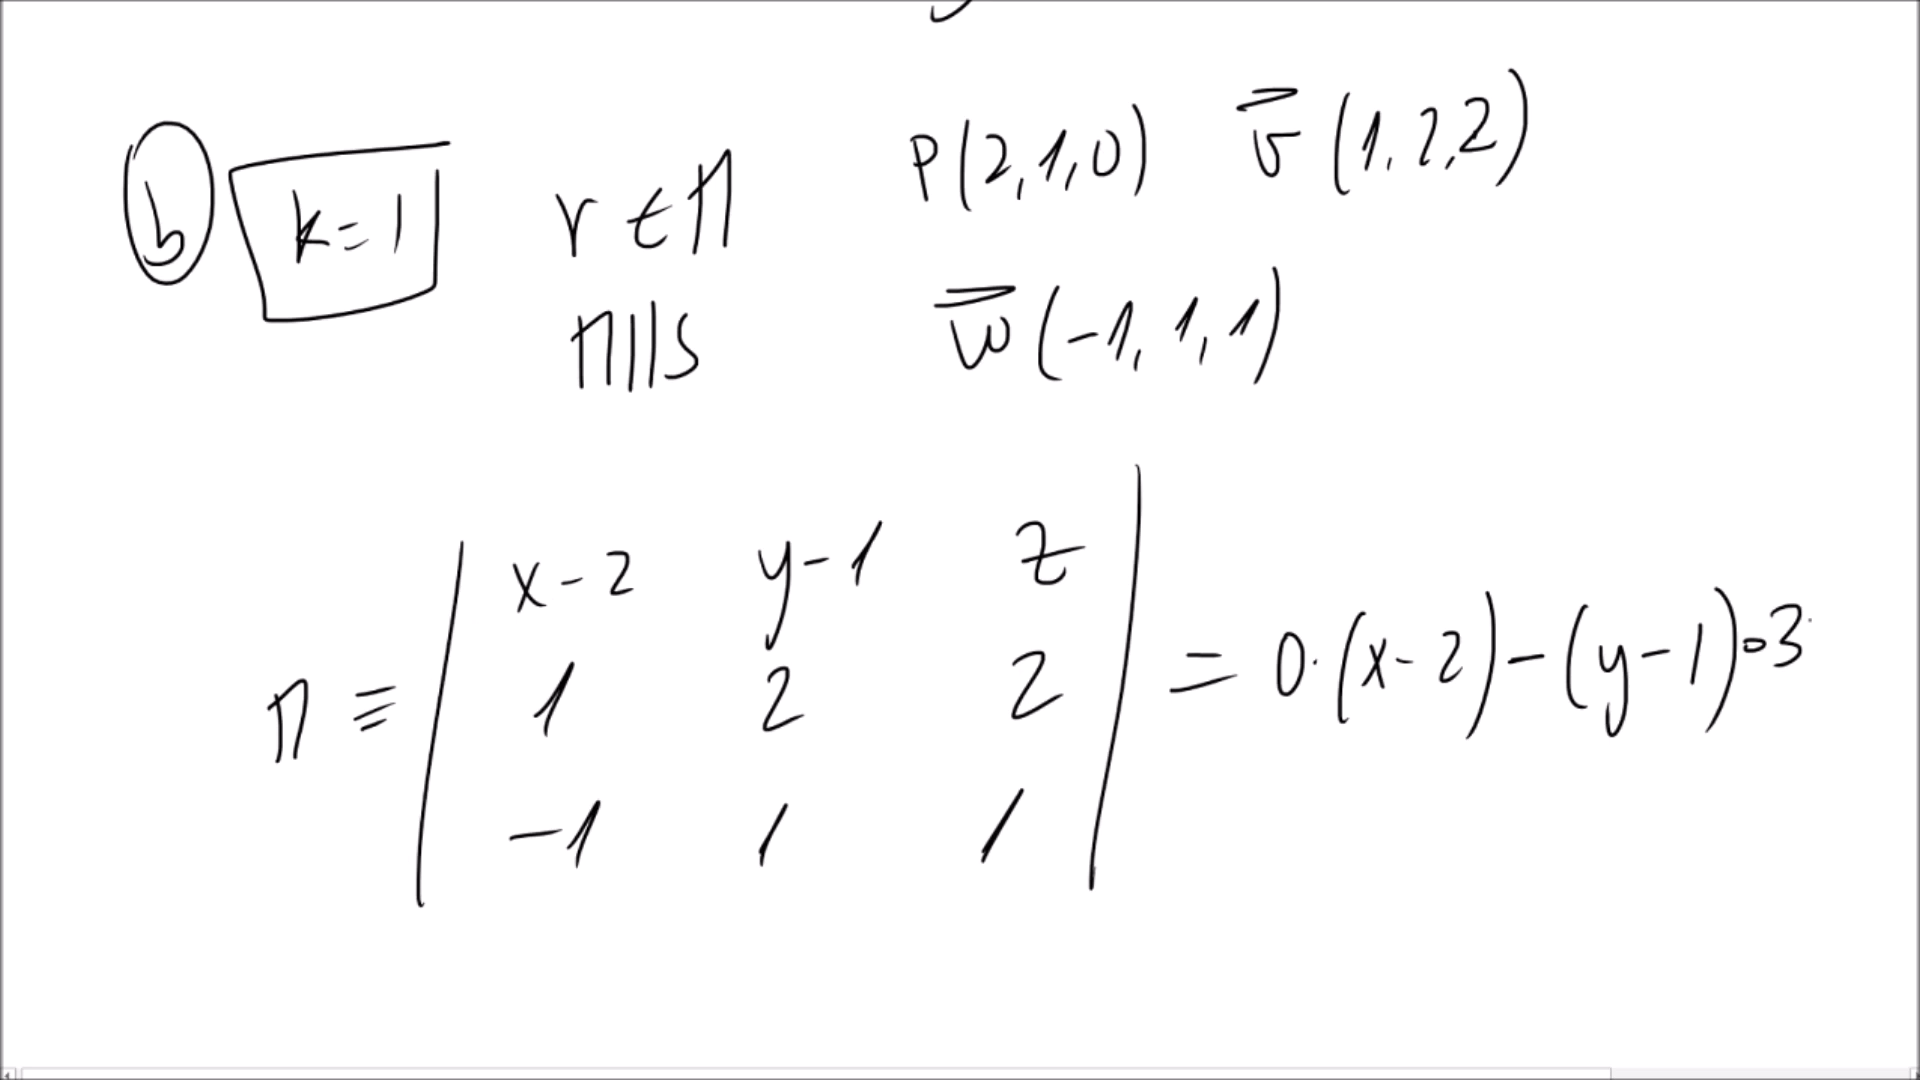 b k=1 r ∈ π P(2,1,0) v⃗(1,2,2)
π∥s w⃗(-1,1,1)
x-2 y-1 z
π ≡ | 1 2 2 | = 0·(x-2)-(y-1)·3
-1 1 1